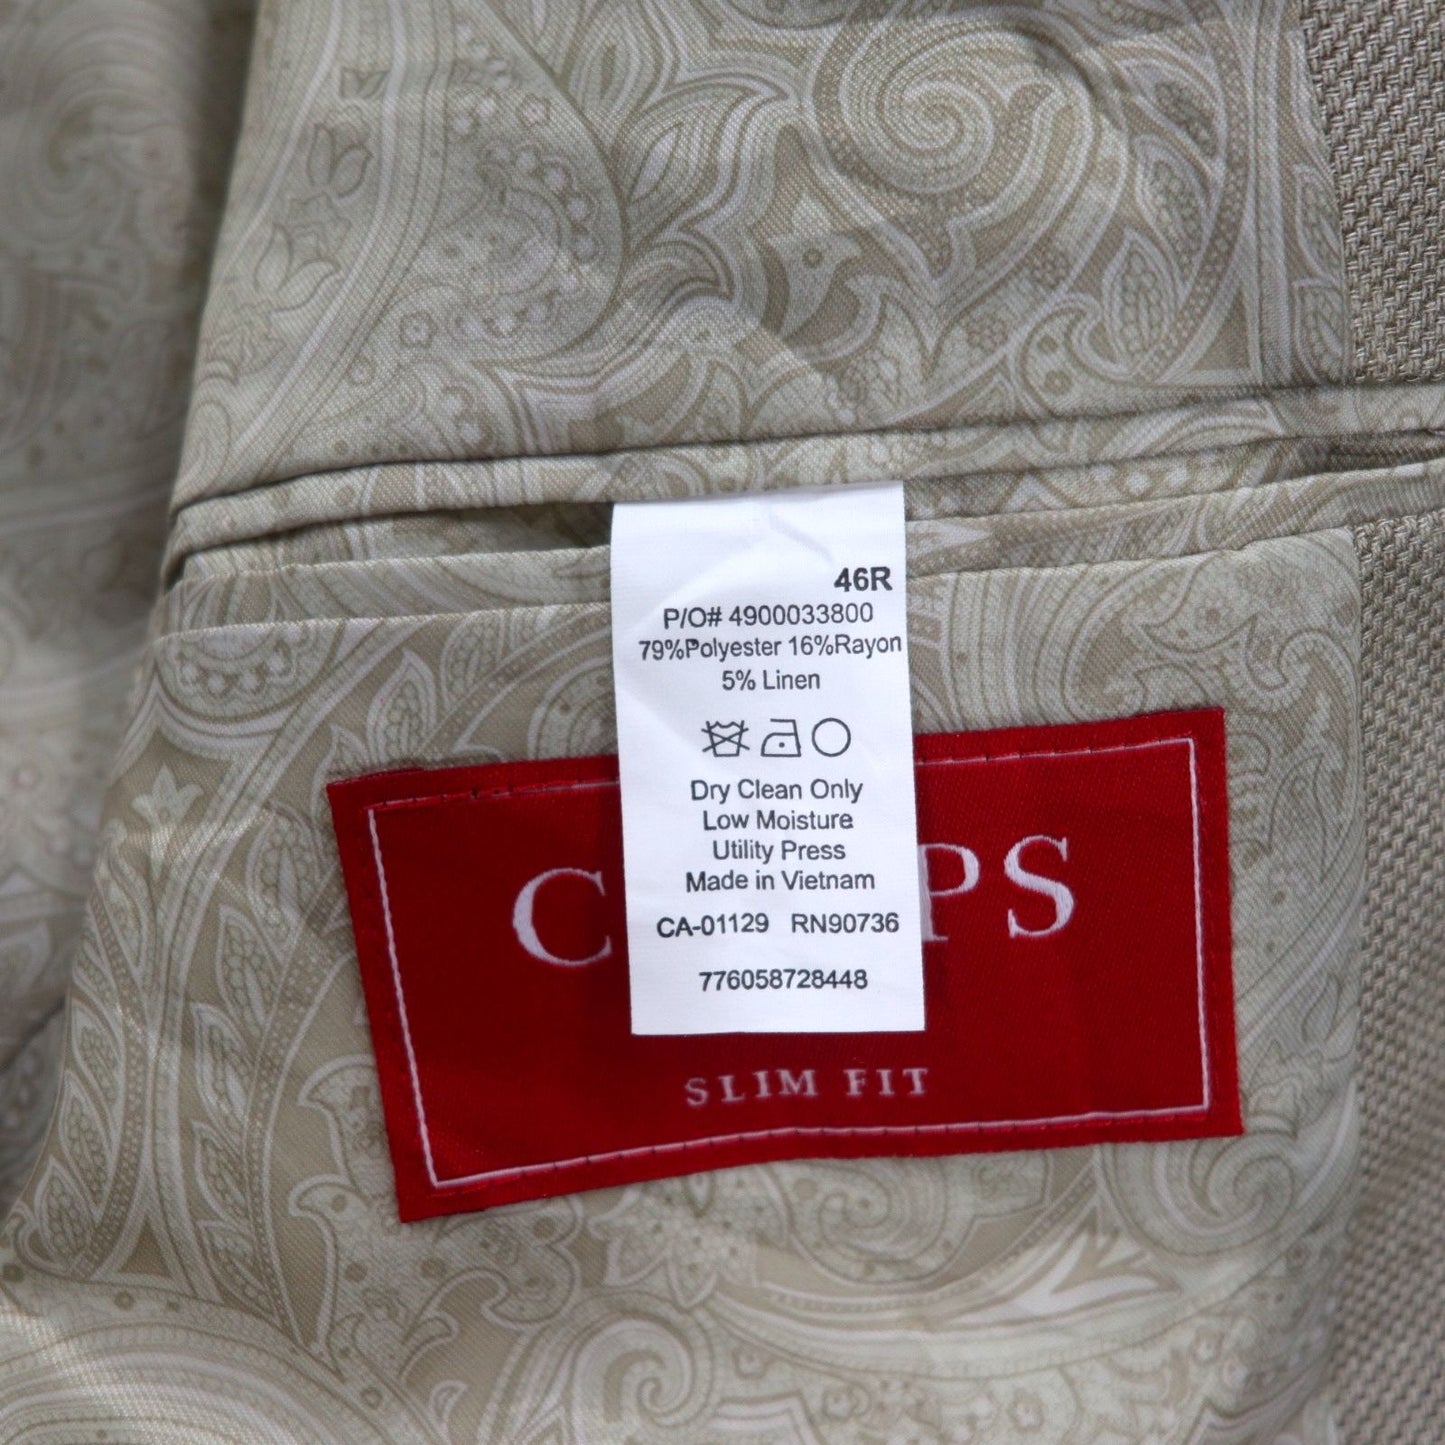 46R
P/O# 4900033800
79%Polyester 16%Rayon
5% Linen
Dry Clean Only
Low Moisture
Utility Press
Made in Vietnam
CA-01129 RN90736
776058728448
C PS
SLIM FIT